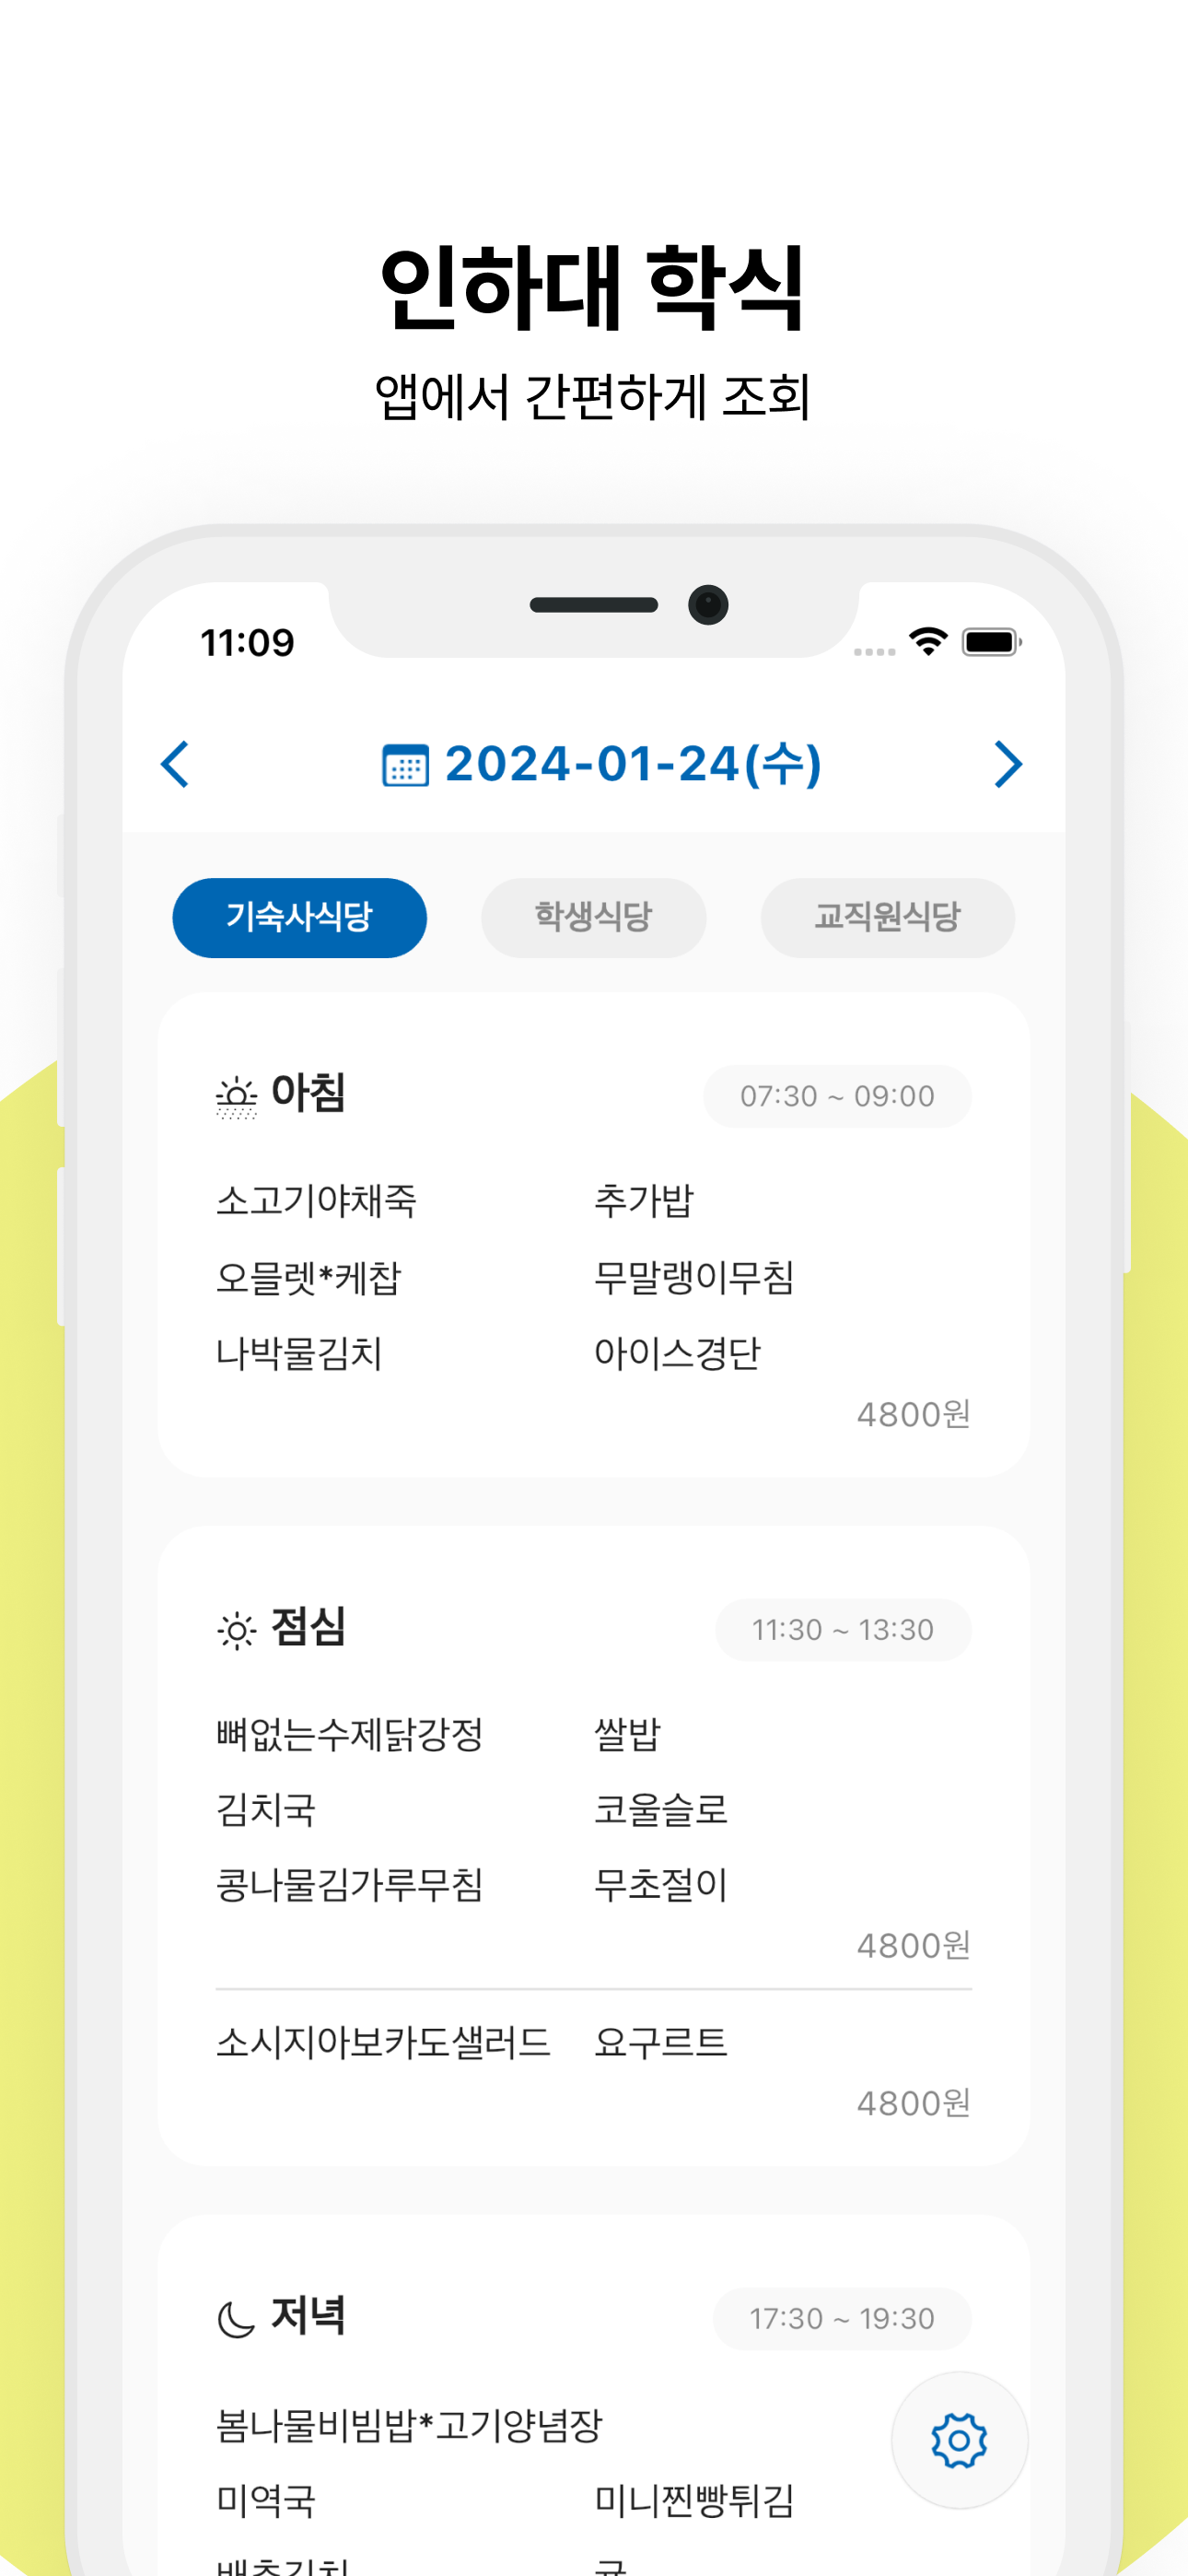 인하대 학식
앱에서 간편하게 조회
11:09
2024-01-24(수)
기숙사식당 학생식당 교직원식당
아침 07:30 ~ 09:00
소고기야채죽 추가밥
오믈렛*케찹 무말랭이무침
나박물김치 아이스경단
4800원
점심 11:30 ~ 13:30
뼈없는수제닭강정 쌀밥
김치국 코울슬로
콩나물김가루무침 무초절이
4800원
소시지아보카도샐러드 요구르트
4800원
저녁 17:30 ~ 19:30
봄나물비빔밥*고기양념장
미역국 미니찐빵튀김